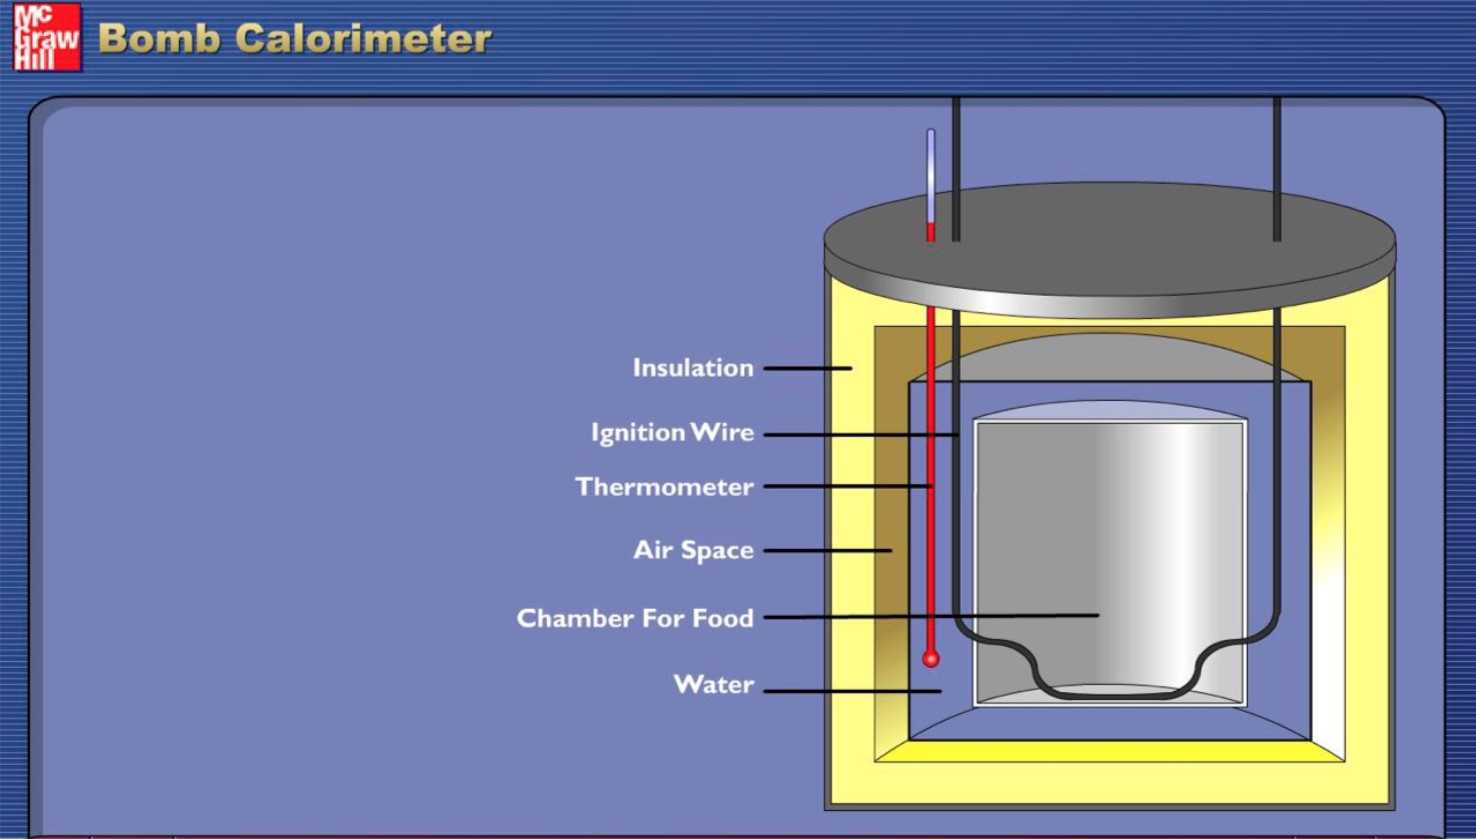 Mc
Graw
Hill
Bomb Calorimeter
Insulation
Ignition Wire
Thermometer
Air Space
Chamber For Food
Water